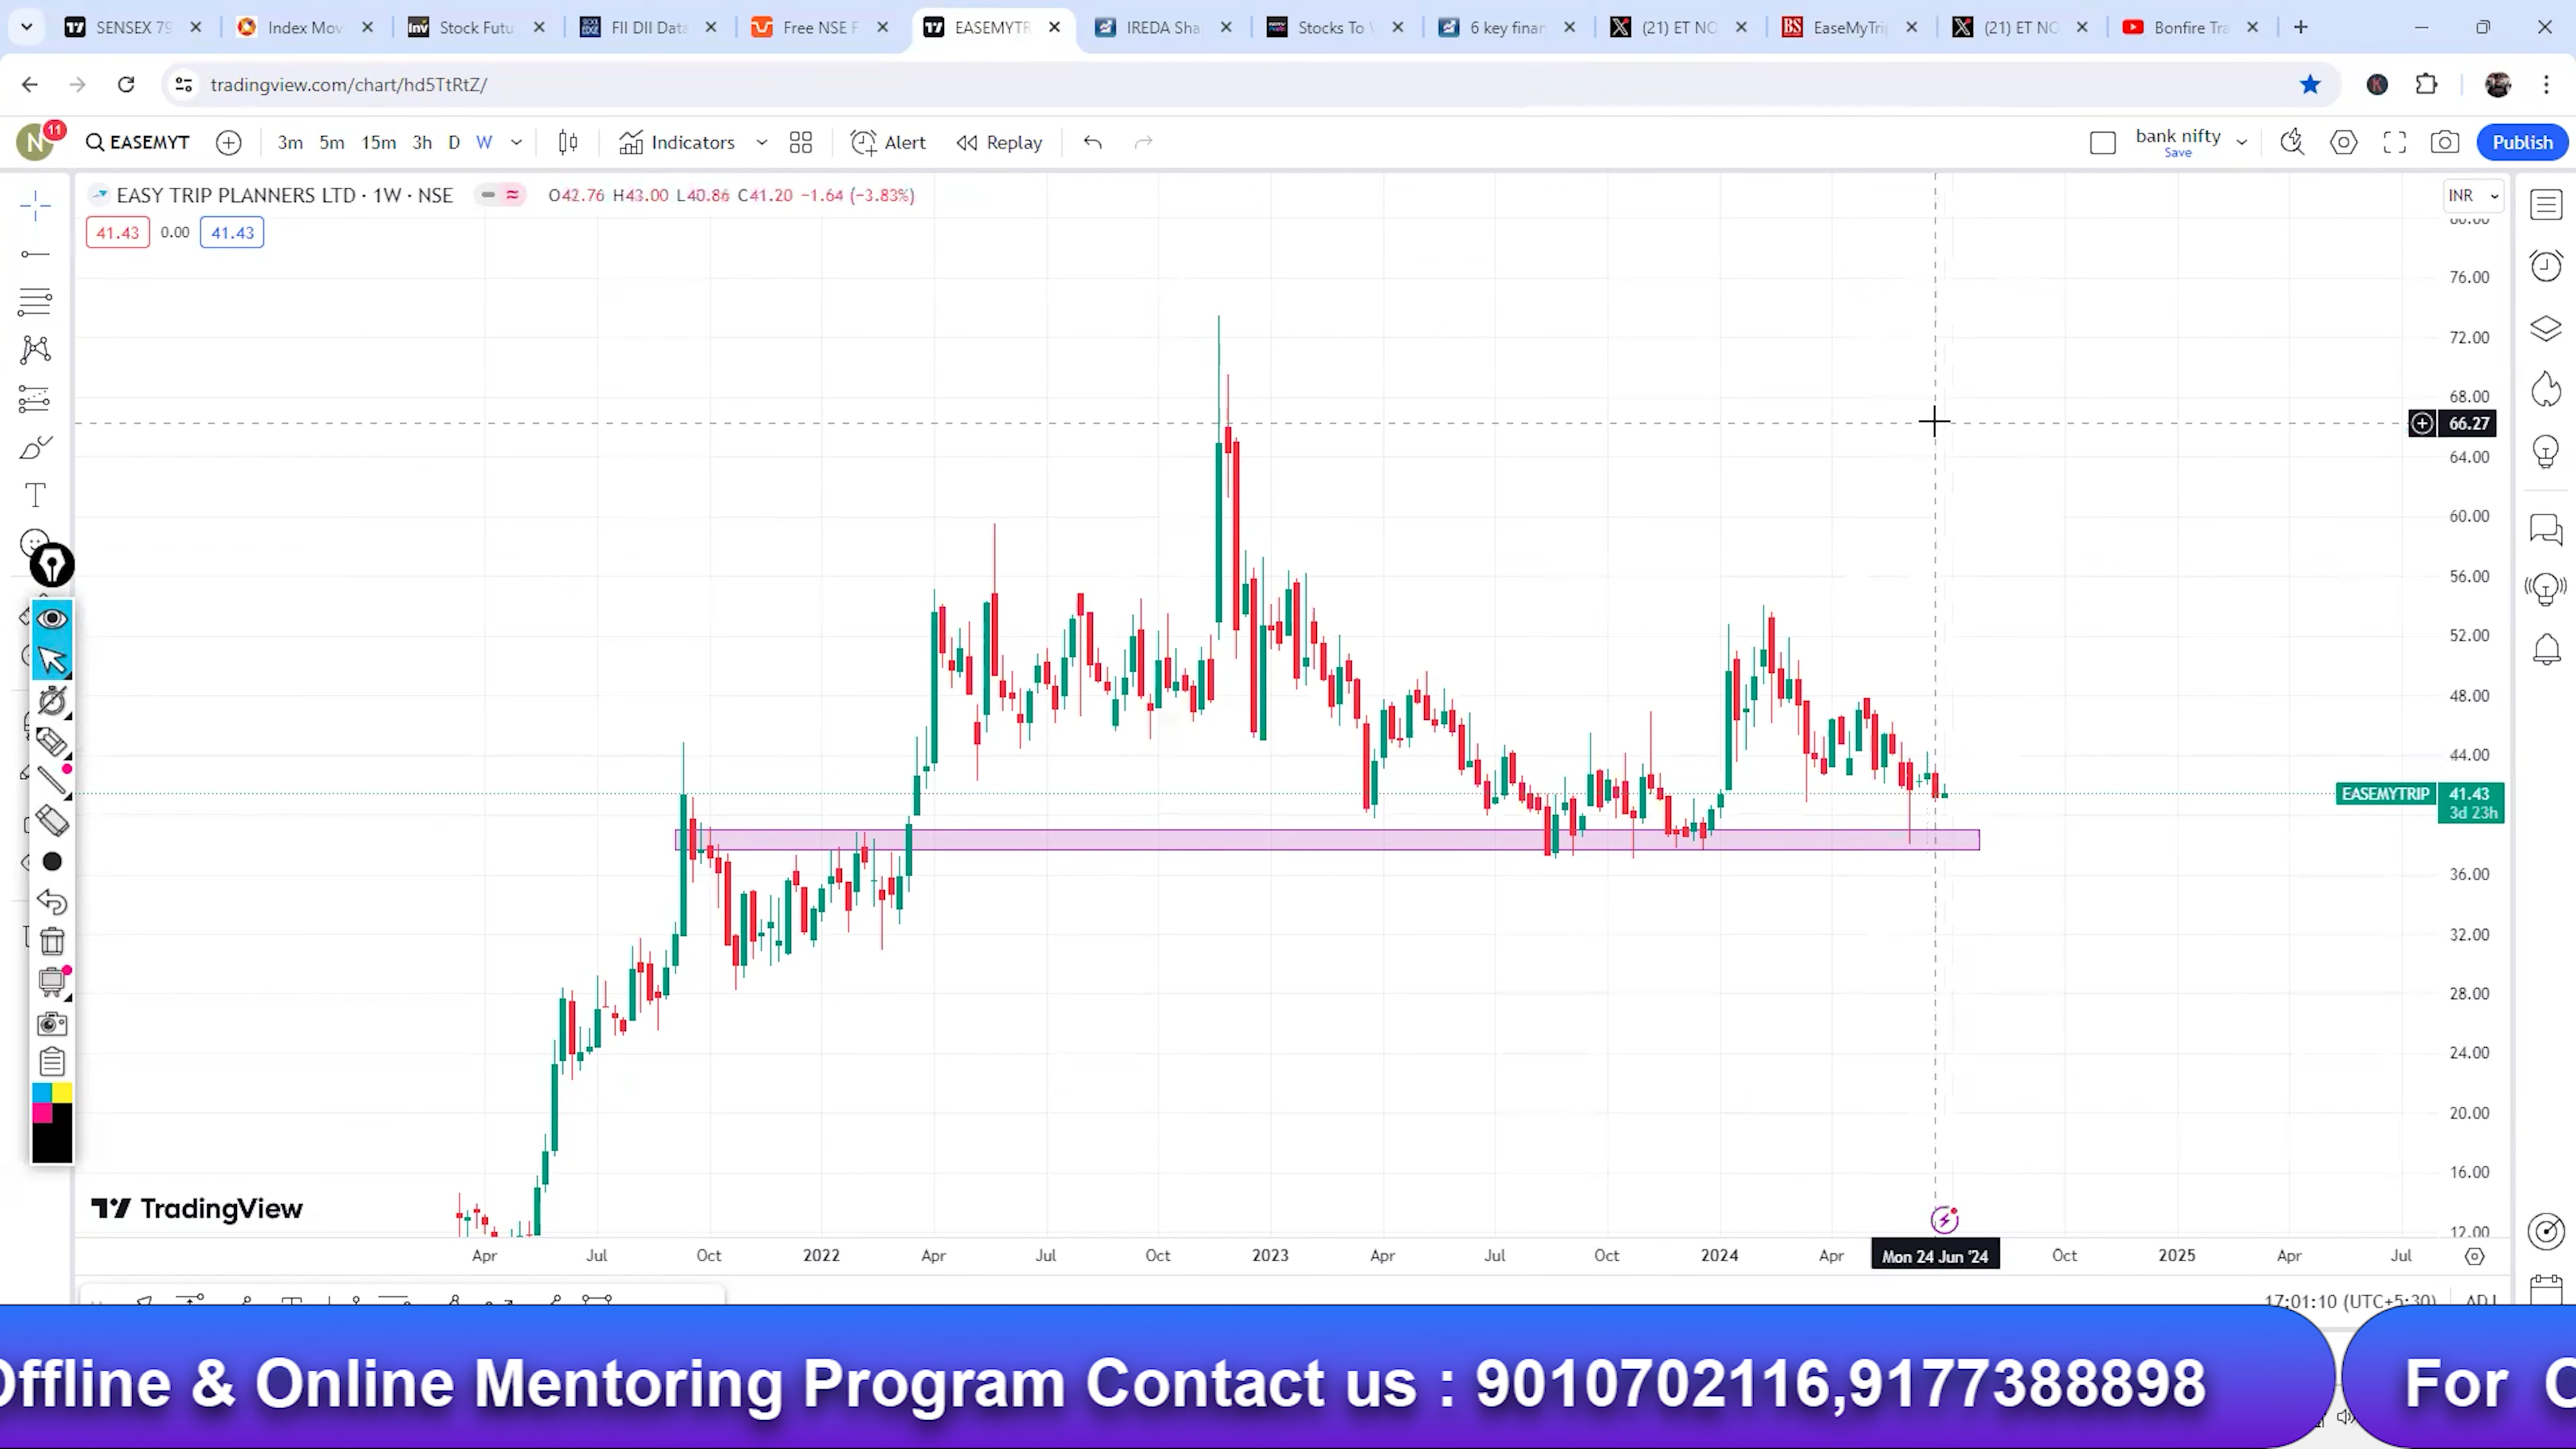 SENSEX 79
Index Mov
Stock Futu
FII DII Data
Free NSE F
EASEMYTR
IREDA Sha
Stocks To
6 key finan
(21) ET NO
EaseMyTri
(21) ET NO
Bonfire Tra
tradingview.com/chart/hd5TtRtZ/
N 11 EASEMYT 3m 5m 15m 3h D W Indicators Alert Replay bank nifty Save Publish
EASY TRIP PLANNERS LTD · 1W · NSE O42.76 H43.00 L40.86 C41.20 −1.64 (−3.83%) INR
41.43 0.00 41.43
76.00
72.00
68.00
66.27
64.00
60.00
56.00
52.00
48.00
44.00
EASEMYTRIP 41.43
3d 23h
36.00
32.00
28.00
24.00
20.00
16.00
TradingView
12.00
Apr Jul Oct 2022 Apr Jul Oct 2023 Apr Jul Oct 2024 Apr Mon 24 Jun '24 Oct 2025 Apr Jul
17:01:10 (UTC+5:30) ADJ
Offline & Online Mentoring Program Contact us : 9010702116,9177388898 For